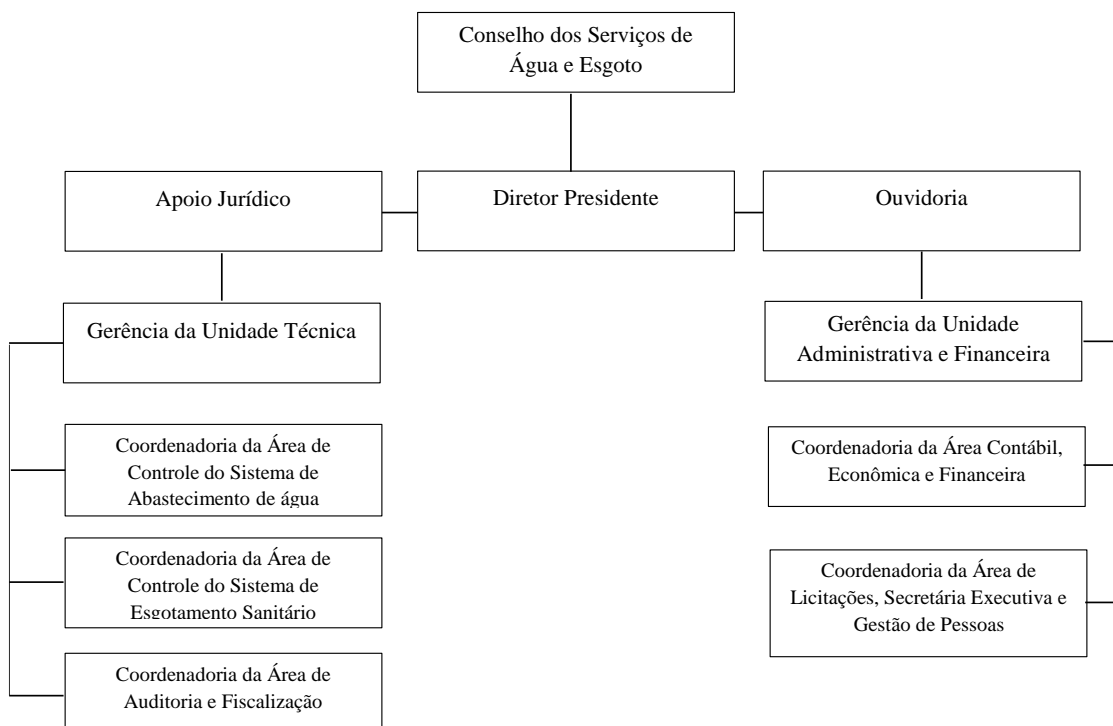 Conselho dos Serviços de
Água e Esgoto
Apoio Jurídico
Diretor Presidente
Ouvidoria
Gerência da Unidade Técnica
Gerência da Unidade
Administrativa e Financeira
Coordenadoria da Área de
Controle do Sistema de
Abastecimento de água
Coordenadoria da Área Contábil,
Econômica e Financeira
Coordenadoria da Área de
Controle do Sistema de
Esgotamento Sanitário
Coordenadoria da Área de
Licitações, Secretária Executiva e
Gestão de Pessoas
Coordenadoria da Área de
Auditoria e Fiscalização